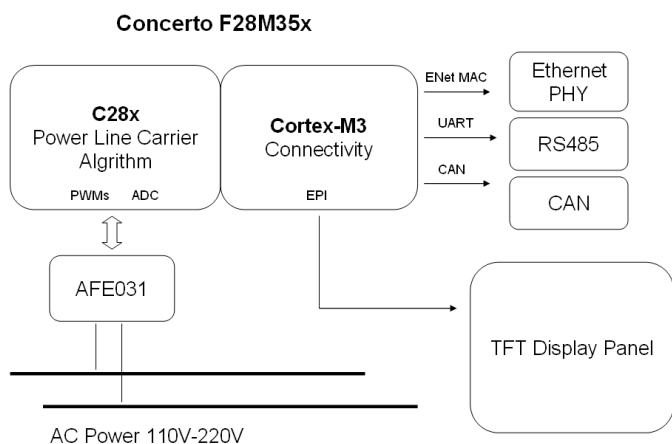 Concerto F28M35x
C28x
Power Line Carrier
Algrithm
PWMs ADC
Cortex-M3
Connectivity
EPI
ENet MAC
UART
CAN
Ethernet
PHY
RS485
CAN
AFE031
TFT Display Panel
AC Power 110V-220V